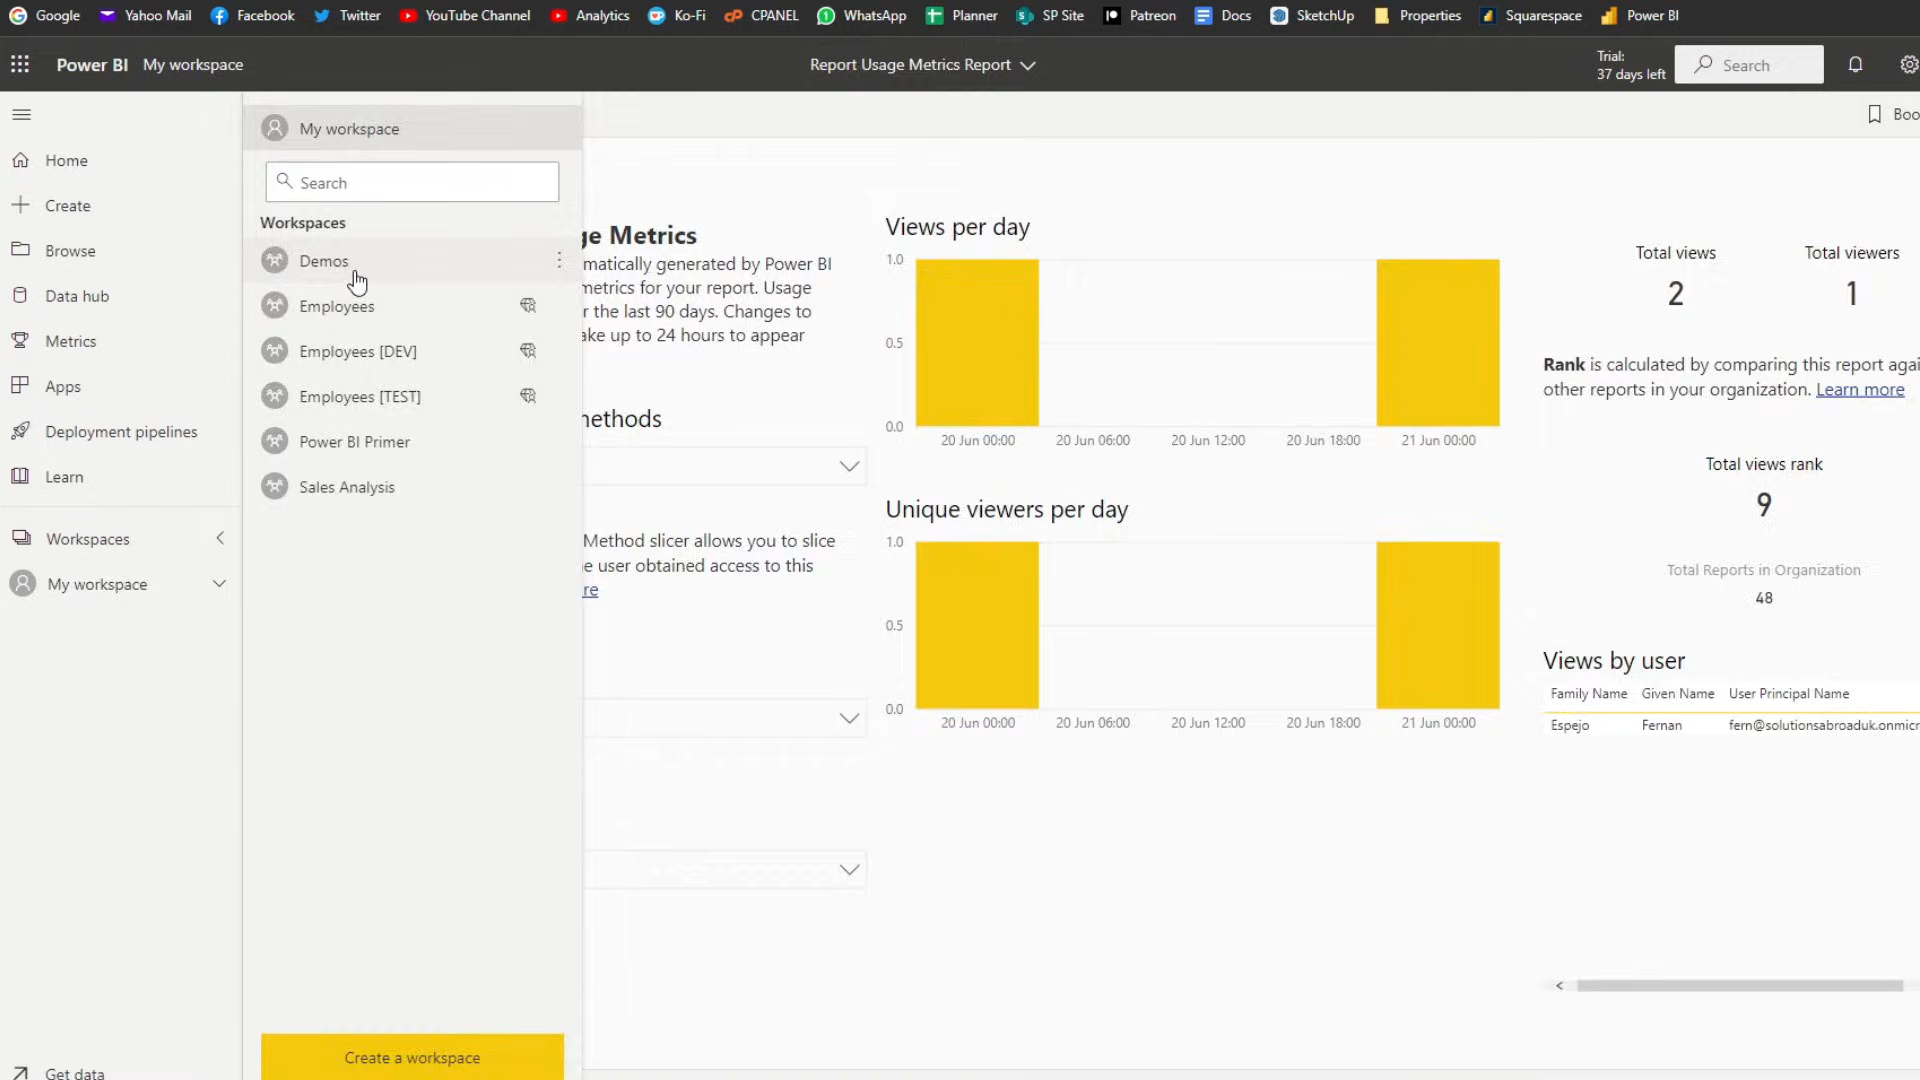 Google Yahoo Mail Facebook Twitter YouTube Channel Analytics Ko-Fi CPANEL WhatsApp Planner SP Site Patreon Docs SketchUp Properties Squarespace Power BI
Power BI My workspace
Report Usage Metrics Report
Trial:
37 days left
Search
Home
Create
Browse
Data hub
Metrics
Apps
Deployment pipelines
Learn
Workspaces
My workspace
Get data
My workspace
Search
Workspaces
Demos
Employees
Employees [DEV]
Employees [TEST]
Power BI Primer
Sales Analysis
Create a workspace
Boo
ge Metrics
matically generated by Power BI
metrics for your report. Usage
r the last 90 days. Changes to
ake up to 24 hours to appear
nethods
Method slicer allows you to slice
e user obtained access to this
re
Views per day
1.0
0.5
0.0
20 Jun 00:00 20 Jun 06:00 20 Jun 12:00 20 Jun 18:00 21 Jun 00:00
Unique viewers per day
1.0
0.5
0.0
20 Jun 00:00 20 Jun 06:00 20 Jun 12:00 20 Jun 18:00 21 Jun 00:00
Total views Total viewers
2 1
Rank is calculated by comparing this report agai
other reports in your organization. Learn more
Total views rank
9
Total Reports in Organization
48
Views by user
Family Name Given Name User Principal Name
Espejo Fernan fern@solutionsabroaduk.onmicr